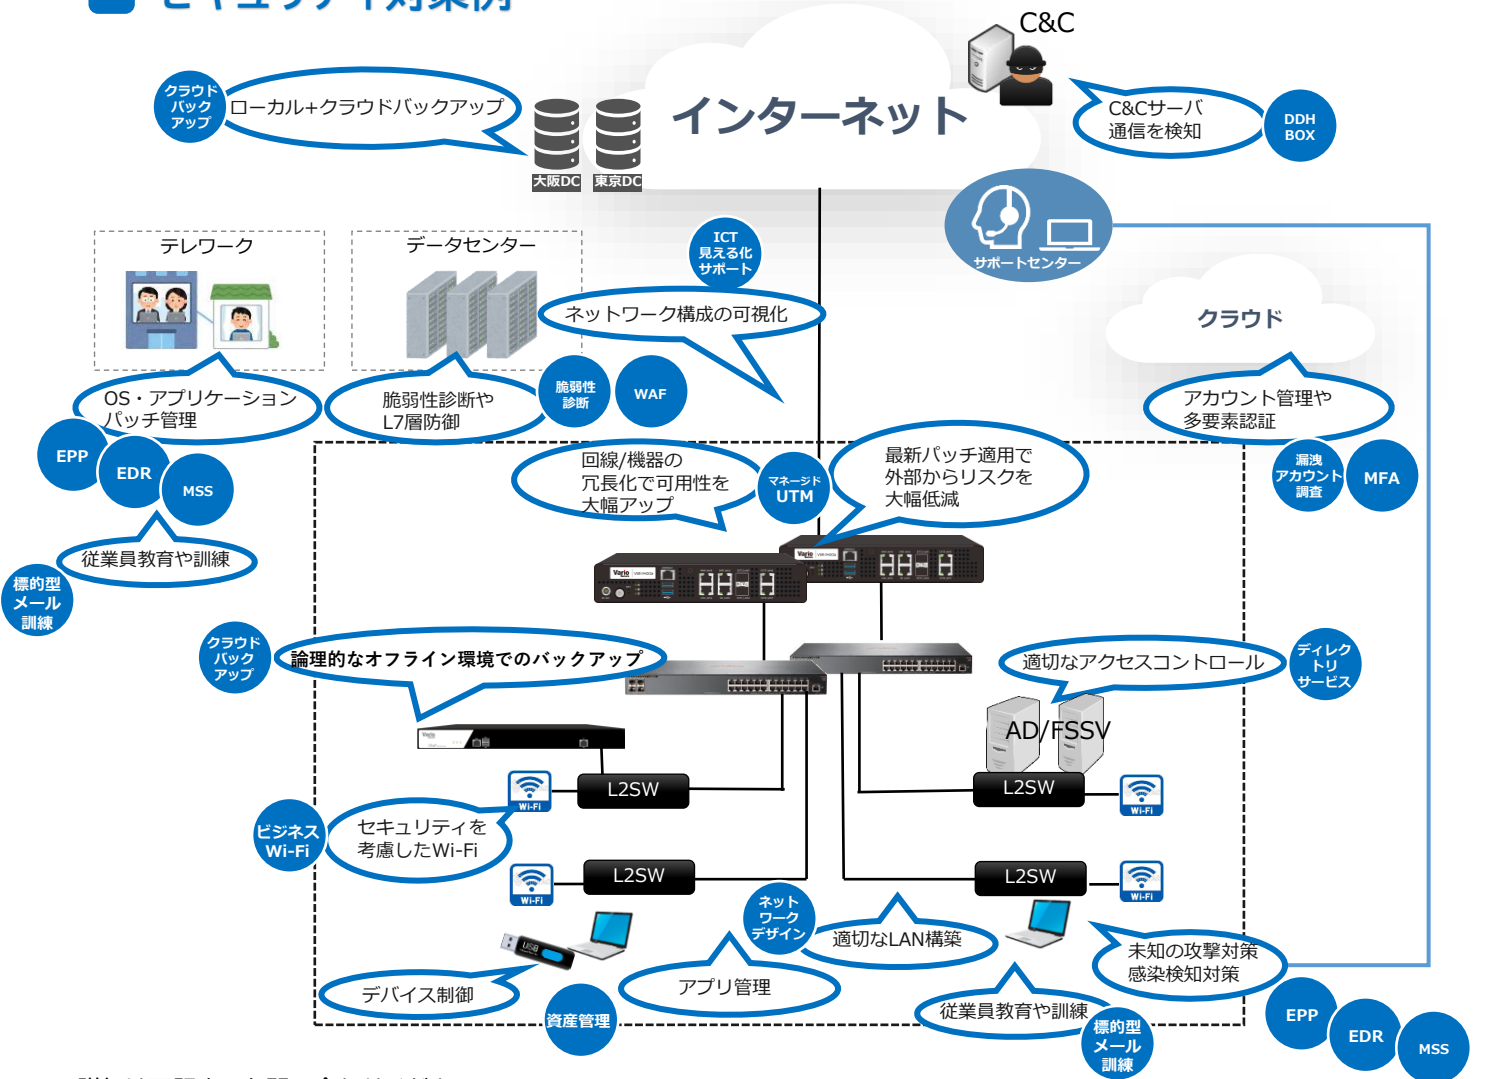 セキュリティ対策例
C&C
クラウド
バック
アップ
ローカル+クラウドバックアップ
大阪DC
東京DC
インターネット
C&Cサーバ
通信を検知
DDH
BOX
サポートセンター
テレワーク
データセンター
ICT
見える化
サポート
ネットワーク構成の可視化
クラウド
OS・アプリケーション
パッチ管理
脆弱性診断や
L7層防御
脆弱性
診断
WAF
アカウント管理や
多要素認証
EPP
EDR
MSS
漏洩
アカウント
調査
MFA
回線/機器の
冗長化で可用性を
大幅アップ
マネージド
UTM
最新パッチ適用で
外部からリスクを
大幅低減
従業員教育や訓練
標的型
メール
訓練
Vario
Vario
クラウド
バック
アップ
論理的なオフライン環境でのバックアップ
適切なアクセスコントロール
ディレク
トリ
サービス
Vario
AD/FSSV
Wi-Fi
L2SW
L2SW
Wi-Fi
ビジネス
Wi-Fi
セキュリティを
考慮したWi-Fi
Wi-Fi
L2SW
L2SW
Wi-Fi
USB
ネット
ワーク
デザイン
適切なLAN構築
未知の攻撃対策
感染検知対策
デバイス制御
アプリ管理
資産管理
従業員教育や訓練
標的型
メール
訓練
EPP
EDR
MSS